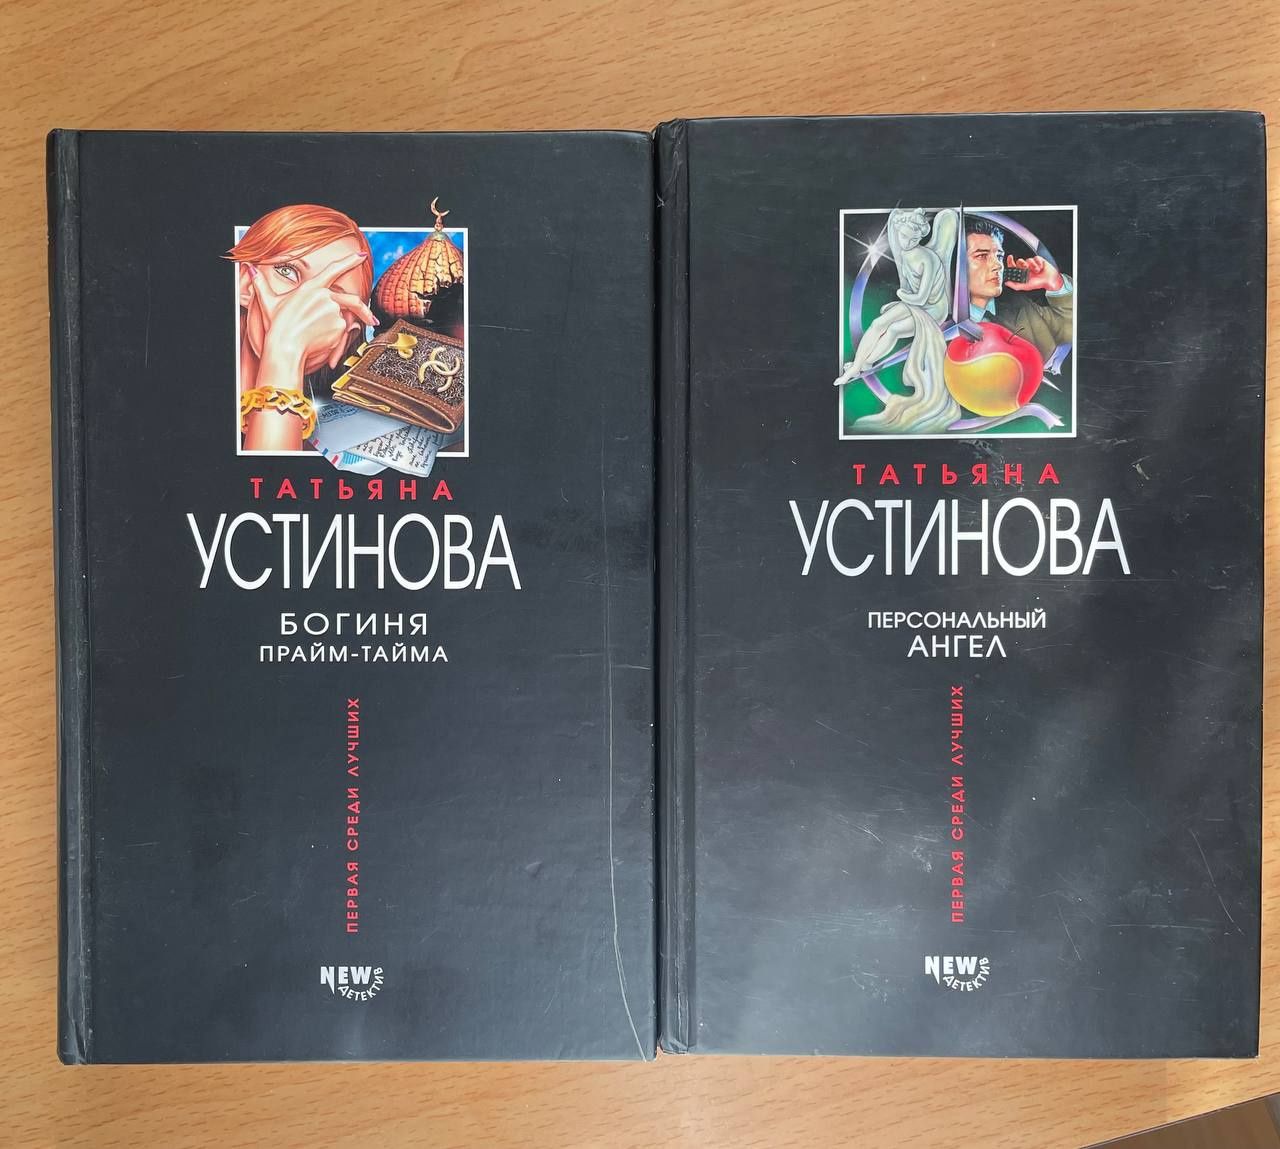 ТАТЬЯНА
УСТИНОВА
БОГИНЯ
ПРАЙМ-ТАЙМА
ПЕРВАЯ СРЕДИ ЛУЧШИХ
NEW
ДЕТЕКТИВ
ТАТЬЯНА
УСТИНОВА
ПЕРСОНАЛЬНЫЙ
АНГЕЛ
ПЕРВАЯ СРЕДИ ЛУЧШИХ
NEW
ДЕТЕКТИВ